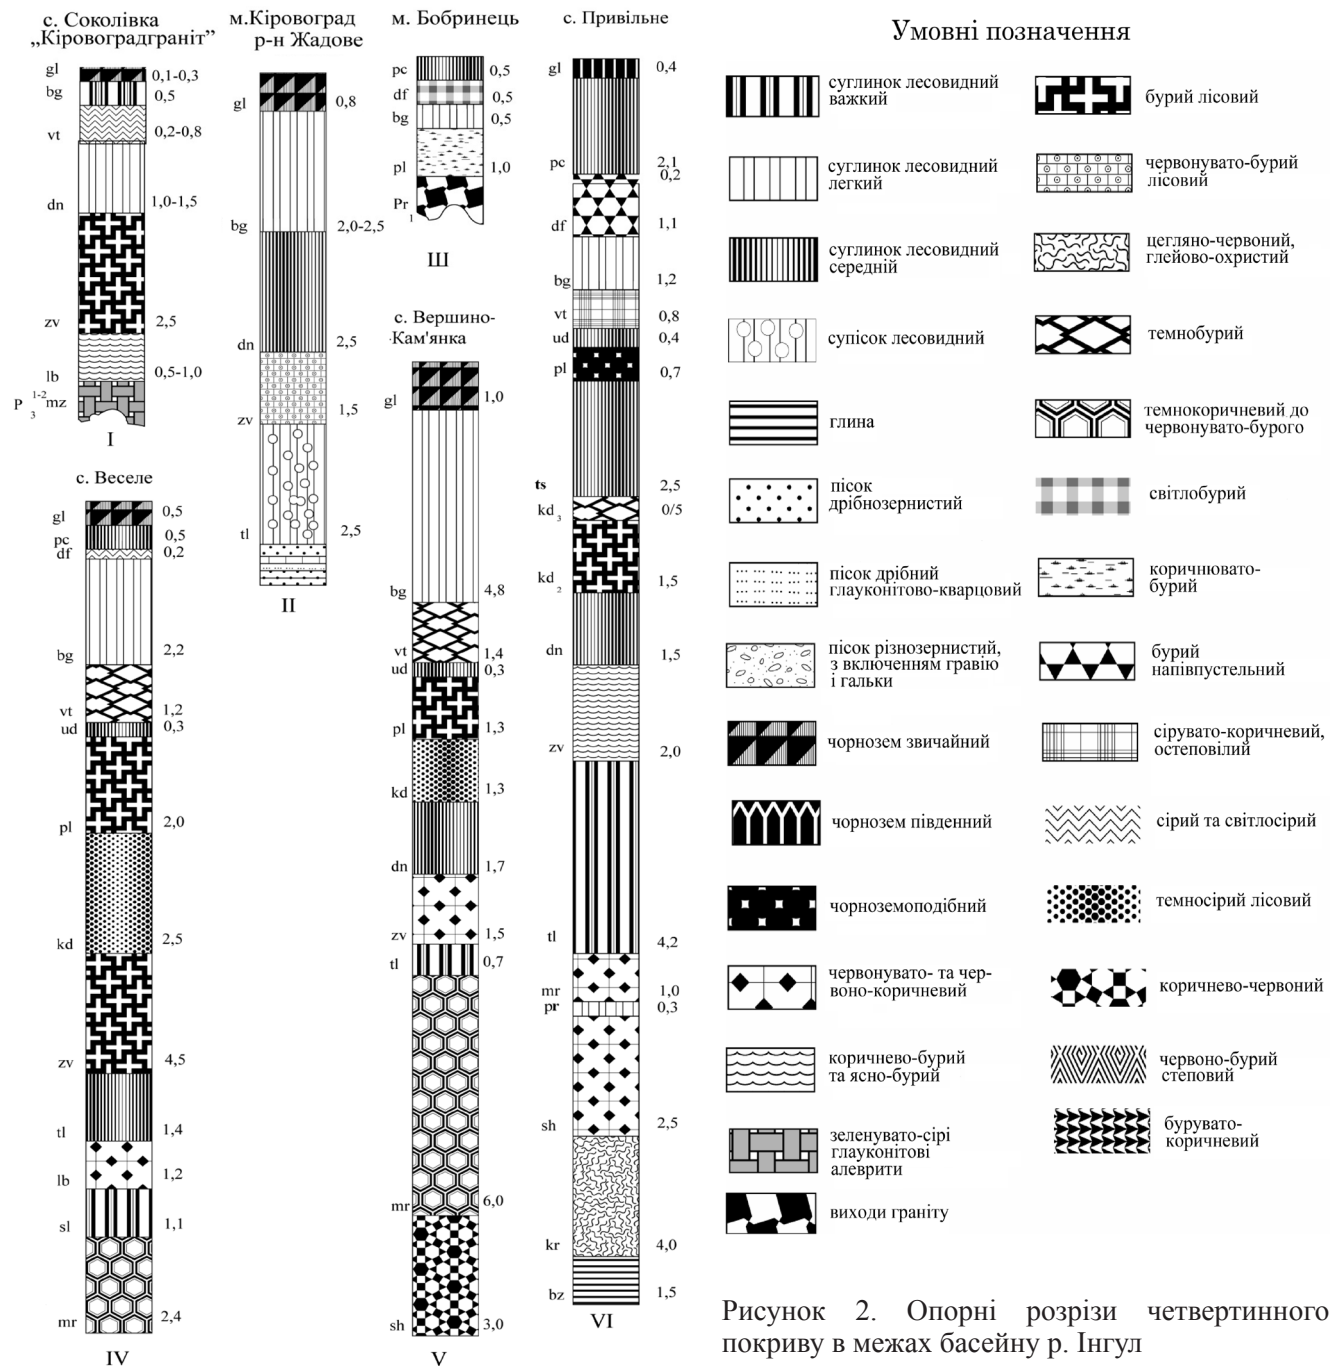 с. Соколівка
„Кіровоградграніт”
gl
0,1-0,3
bg
0,5
vt
0,2-0,8
dn
1,0-1,5
zv
2,5
lb
0,5-1,0
P 3 1-2 mz
I
м.Кіровоград
р-н Жадове
gl
0,8
bg
2,0-2,5
dn
2,5
zv
1,5
tl
2,5
II
м. Бобринець
pc
0,5
df
0,5
bg
0,5
pl
1,0
Pr 1
Ш
с. Веселе
gl
0,5
pc
0,5
df
0,2
bg
2,2
vt
1,2
ud
0,3
pl
2,0
kd
2,5
zv
4,5
tl
1,4
lb
1,2
sl
1,1
mr
2,4
IV
с. Вершино-
Кам'янка
gl
1,0
bg
4,8
vt
1,4
ud
0,3
pl
1,3
kd
1,3
dn
1,7
zv
1,5
tl
0,7
mr
6,0
sh
3,0
V
с. Привільне
gl
0,4
pc
2,1
0,2
df
1,1
bg
1,2
vt
0,8
ud
0,4
pl
0,7
ts
2,5
kd 3
0/5
kd 2
1,5
dn
1,5
zv
2,0
tl
4,2
mr
1,0
pr
0,3
sh
2,5
kr
4,0
bz
1,5
VI
Умовні позначення
суглинок лесовидний
важкий
суглинок лесовидний
легкий
суглинок лесовидний
середній
супісок лесовидний
глина
пісок
дрібнозернистий
пісок дрібний
глауконітово-кварцовий
пісок різнозернистий,
з включенням гравію
і гальки
чорнозем звичайний
чорнозем південний
чорноземоподібний
червонувато- та чер-
воно-коричневий
коричнево-бурий
та ясно-бурий
зеленувато-сірі
глауконітові
алеврити
виходи граніту
бурий лісовий
червонувато-бурий
лісовий
цегляно-червоний,
глейово-охристий
темнобурий
темнокоричневий до
червонувато-бурого
світлобурий
коричнювато-
бурий
бурий
напівпустельний
сірувато-коричневий,
остеповілий
сірий та світлосірий
темносірий лісовий
коричнево-червоний
червоно-бурий
степовий
бурувато-
коричневий
Рисунок 2. Опорні розрізи четвертинного
покриву в межах басейну р. Інгул